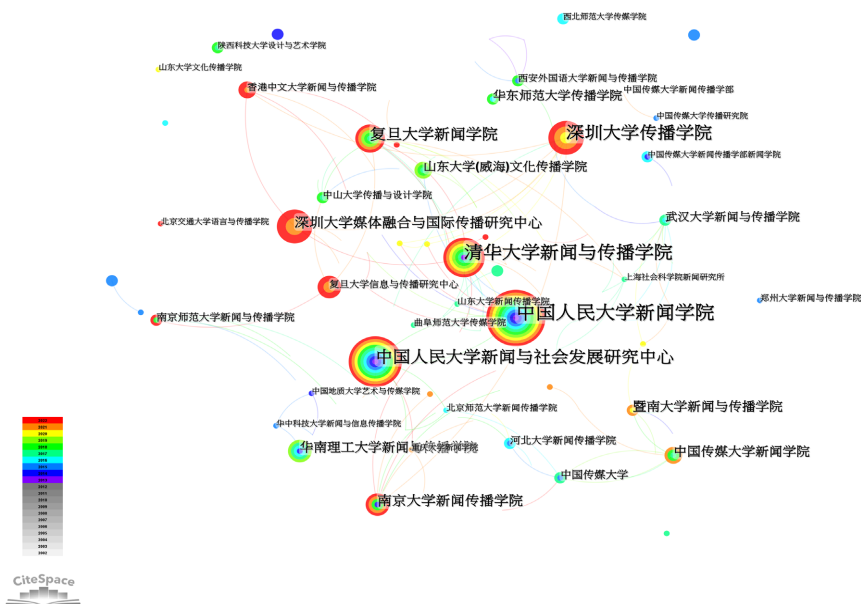 西北师范大学传媒学院
陕西科技大学设计与艺术学院
山东大学文化传播学院
西安外国语大学新闻与传播学院
香港中文大学新闻与传播学院
中国传媒大学新闻传播学部
华东师范大学传播学院
中国传媒大学传播研究院
复旦大学新闻学院
深圳大学传播学院
中国传媒大学新闻传播学部新闻学院
山东大学(威海)文化传播学院
中山大学传播与设计学院
北京交通大学语言与传播学院
深圳大学媒体融合与国际传播研究中心
武汉大学新闻与传播学院
清华大学新闻与传播学院
上海社会科学院新闻研究所
复旦大学信息与传播研究中心
郑州大学新闻与传播学院
山东大学新闻传播学院
南京师范大学新闻与传播学院
中国人民大学新闻学院
曲阜师范大学传媒学院
中国人民大学新闻与社会发展研究中心
中国地质大学艺术与传媒学院
北京师范大学新闻传播学院
暨南大学新闻与传播学院
华中科技大学新闻与信息传播学院
华南理工大学新闻与传播学院
重庆大学新闻学院
河北大学新闻传播学院
中国传媒大学新闻学院
中国传媒大学
南京大学新闻传播学院
2012
2011
2010
2009
2008
2007
2006
2005
2004
2003
2002
CiteSpace